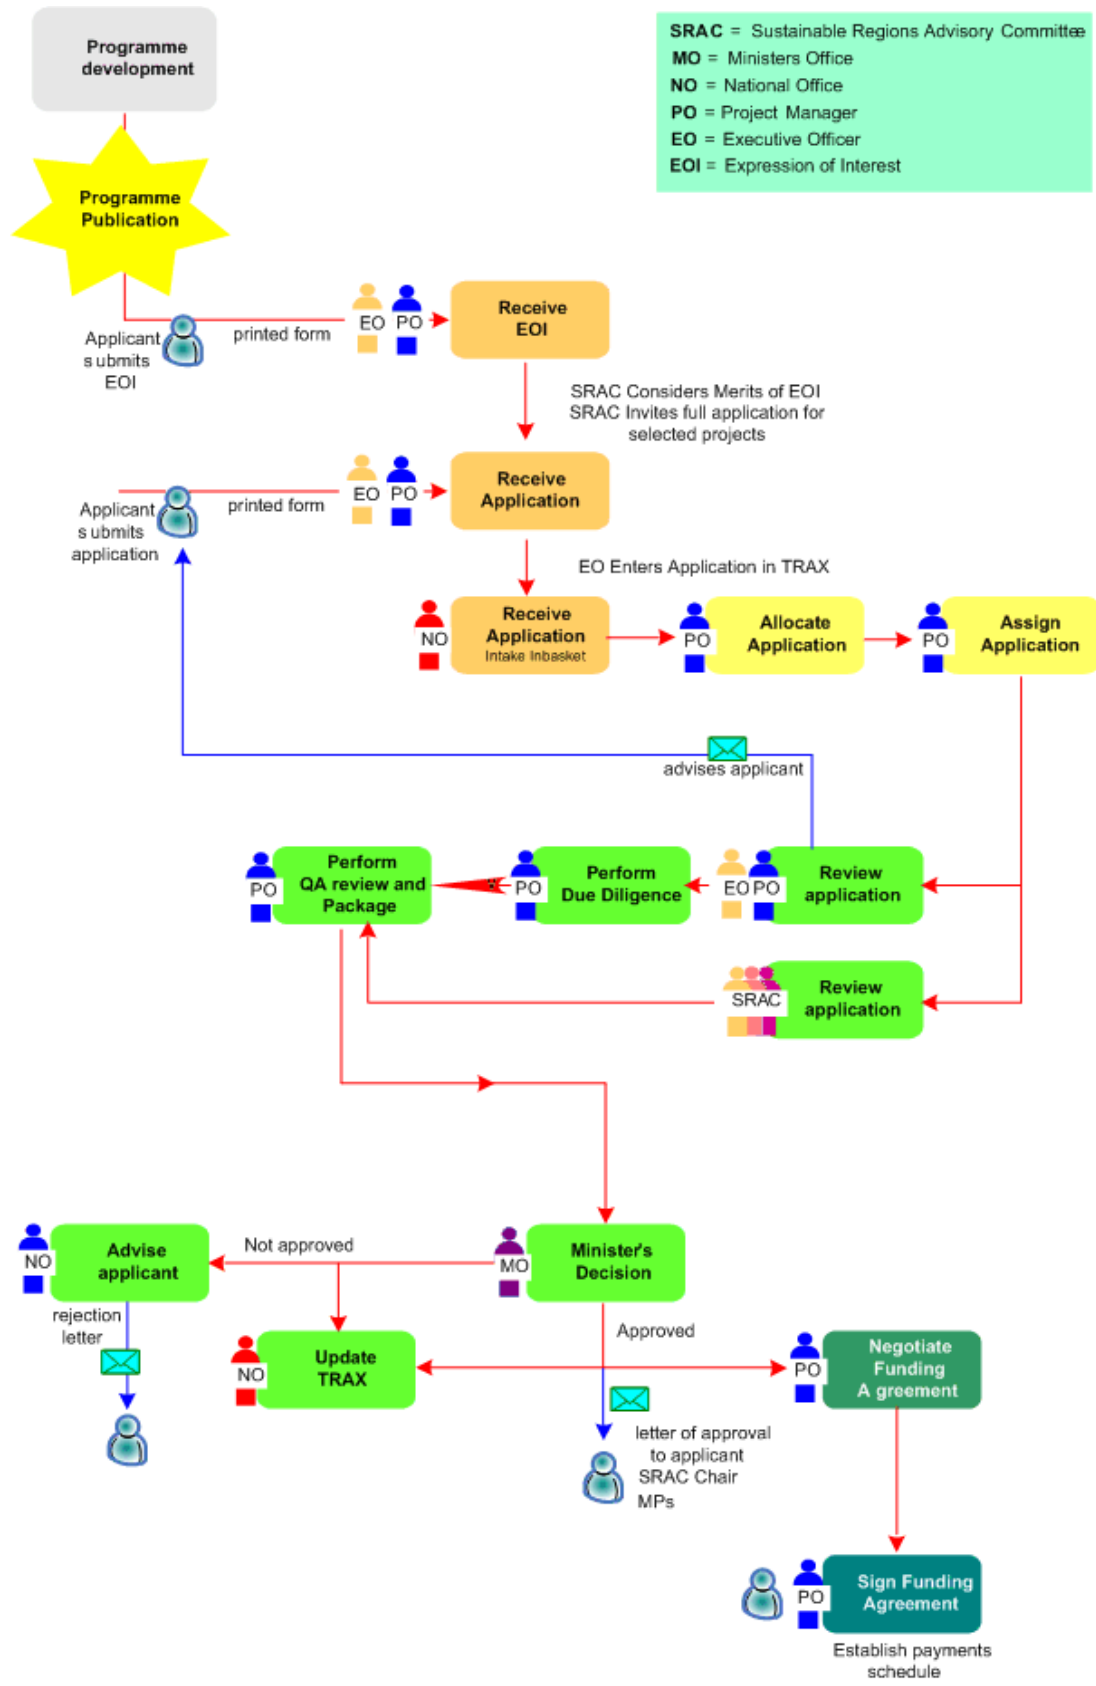 Programme
development
SRAC = Sustainable Regions Advisory Committee
MO = Ministers Office
NO = National Office
PO = Project Manager
EO = Executive Officer
EOI = Expression of Interest
Programme
Publication
Applicant
submits
EOI
printed form
EO PO
Receive
EOI
SRAC Considers Merits of EOI
SRAC Invites full application for
selected projects
Applicant
submits
application
printed form
EO PO
Receive
Application
EO Enters Application in TRAX
NO
Receive
Application
Intake Inbasket
PO
Allocate
Application
PO
Assign
Application
advises applicant
PO
Perform
QA review and
Package
PO
Perform
Due Diligence
EO PO
Review
application
SRAC
Review
application
NO
Advise
applicant
Not approved
MO
Minister's
Decision
rejection
letter
NO
Update
TRAX
Approved
PO
Negotiate
Funding
A greement
letter of approval
to applicant
SRAC Chair
MPs
PO
Sign Funding
Agreement
Establish payments
schedule